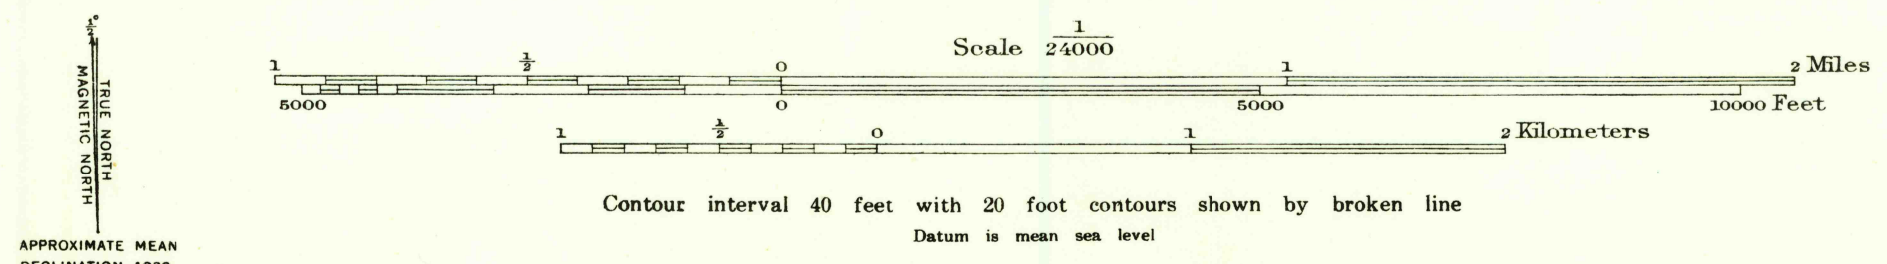 ½°
TRUE NORTH
MAGNETIC NORTH
APPROXIMATE MEAN
Scale 1/24000
1 ½ 0 1 2 Miles
5000 0 5000 10000 Feet
1 ½ 0 1 2 Kilometers
Contour interval 40 feet with 20 foot contours shown by broken line
Datum is mean sea level